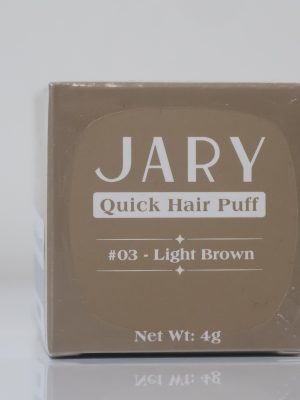 JARY
Quick Hair Puff
#03 - Light Brown
Net Wt: 4g